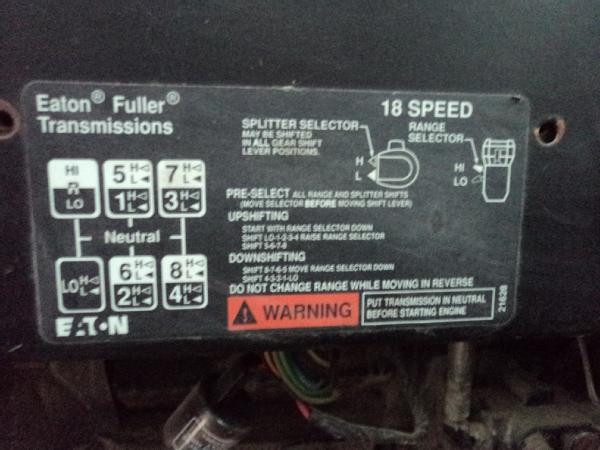 Eaton® Fuller®
Transmissions
18 SPEED
SPLITTER SELECTOR
MAY BE SHIFTED
IN ALL GEAR SHIFT
LEVER POSITIONS.
H
L
RANGE
SELECTOR
HI
LO
HI
R
LO
5 H L
1 H L
7 H L
3 H L
Neutral
LO H L
6 H L
2 H L
8 H L
4 H L
PRE-SELECT ALL RANGE AND SPLITTER SHIFTS
(MOVE SELECTOR BEFORE MOVING SHIFT LEVER)
UPSHIFTING
START WITH RANGE SELECTOR DOWN
SHIFT LO-1-2-3-4 RAISE RANGE SELECTOR
SHIFT 5-6-7-8
DOWNSHIFTING
SHIFT 8-7-6-5 MOVE RANGE SELECTOR DOWN
SHIFT 4-3-2-1-LO
DO NOT CHANGE RANGE WHILE MOVING IN REVERSE
WARNING
PUT TRANSMISSION IN NEUTRAL
BEFORE STARTING ENGINE
21628
EATON